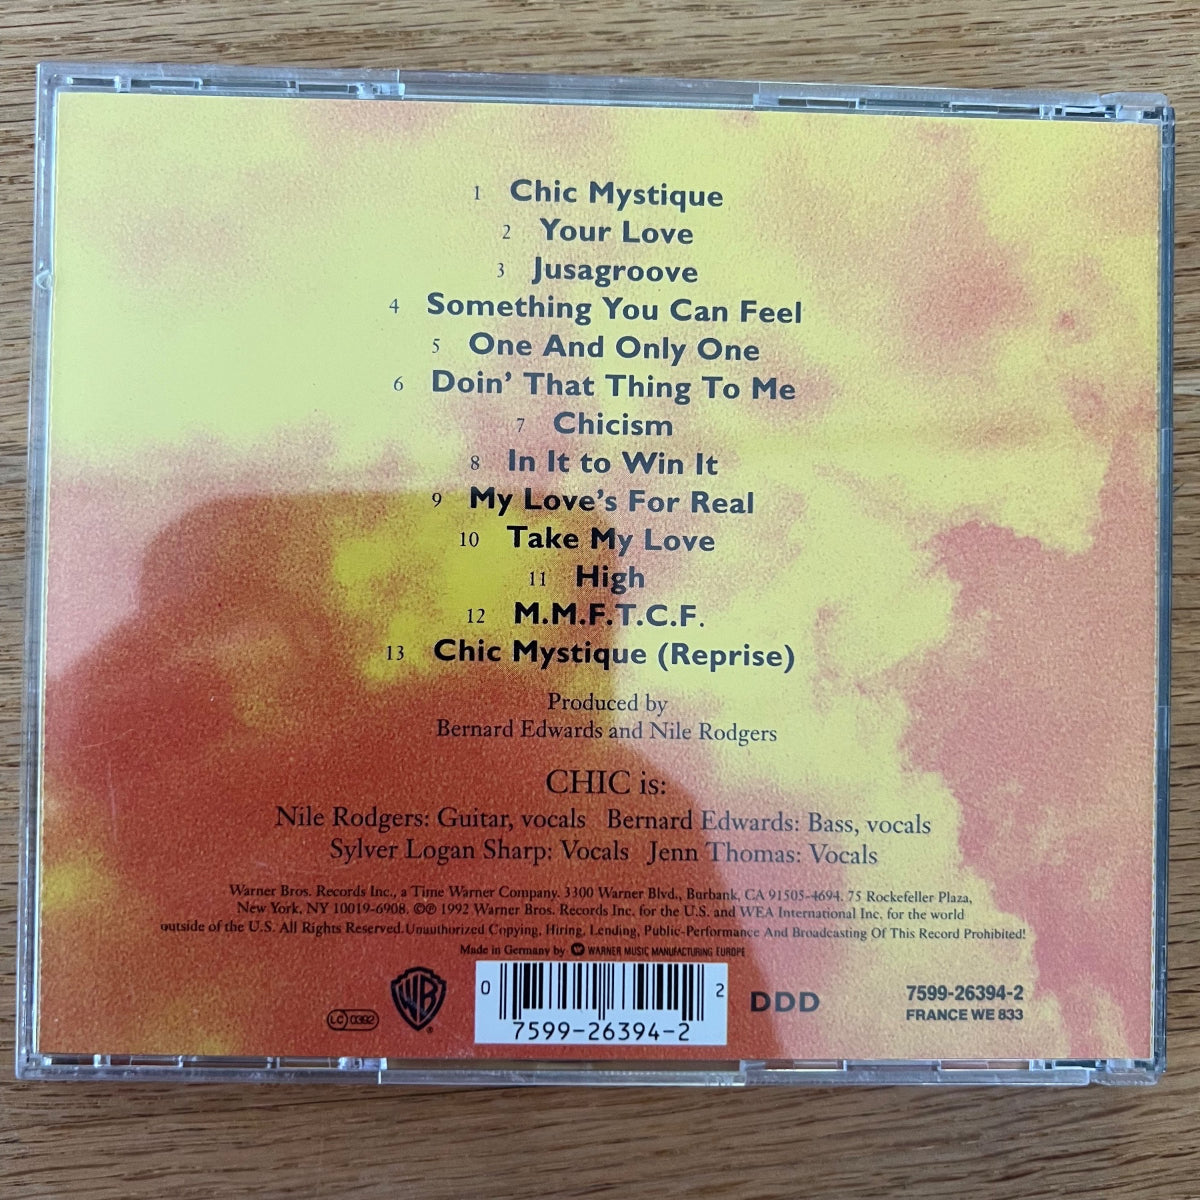 1 Chic Mystique
2 Your Love
3 Jusagroove
4 Something You Can Feel
5 One And Only One
6 Doin' That Thing To Me
7 Chicism
8 In It to Win It
9 My Love's For Real
10 Take My Love
11 High
12 M.M.F.T.C.F.
13 Chic Mystique (Reprise)
Produced by
Bernard Edwards and Nile Rodgers
CHIC is:
Nile Rodgers: Guitar, vocals Bernard Edwards: Bass, vocals
Sylver Logan Sharp: Vocals Jenn Thomas: Vocals
Warner Bros. Records Inc., a Time Warner Company. 3300 Warner Blvd., Burbank, CA 91505-4694. 75 Rockefeller Plaza,
New York, NY 10019-6908. ©℗ 1992 Warner Bros. Records Inc. for the U.S. and WEA International Inc. for the world
outside of the U.S. All Rights Reserved. Unauthorized Copying, Hiring, Lending, Public-Performance And Broadcasting Of This Record Prohibited!
Made in Germany by WARNER MUSIC MANUFACTURING EUROPE
LC 0392
WB
0 2
7599-26394-2
DDD
7599-26394-2
FRANCE WE 833